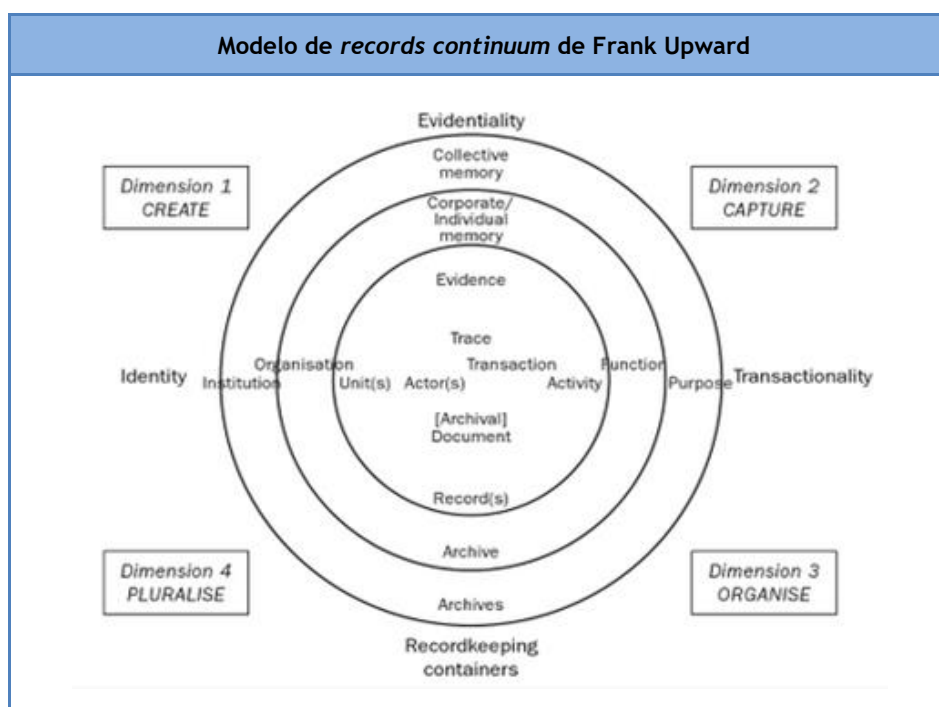 Modelo de records continuum de Frank Upward
Evidentiality
Collective
memory
Dimension 1
CREATE
Dimension 2
CAPTURE
Corporate/
Individual
memory
Evidence
Trace
Identity
Institution
Organisation
Unit(s)
Actor(s)
Transaction
Activity
Function
Purpose
Transactionality
[Archival]
Document
Record(s)
Archive
Archives
Dimension 4
PLURALISE
Dimension 3
ORGANISE
Recordkeeping
containers